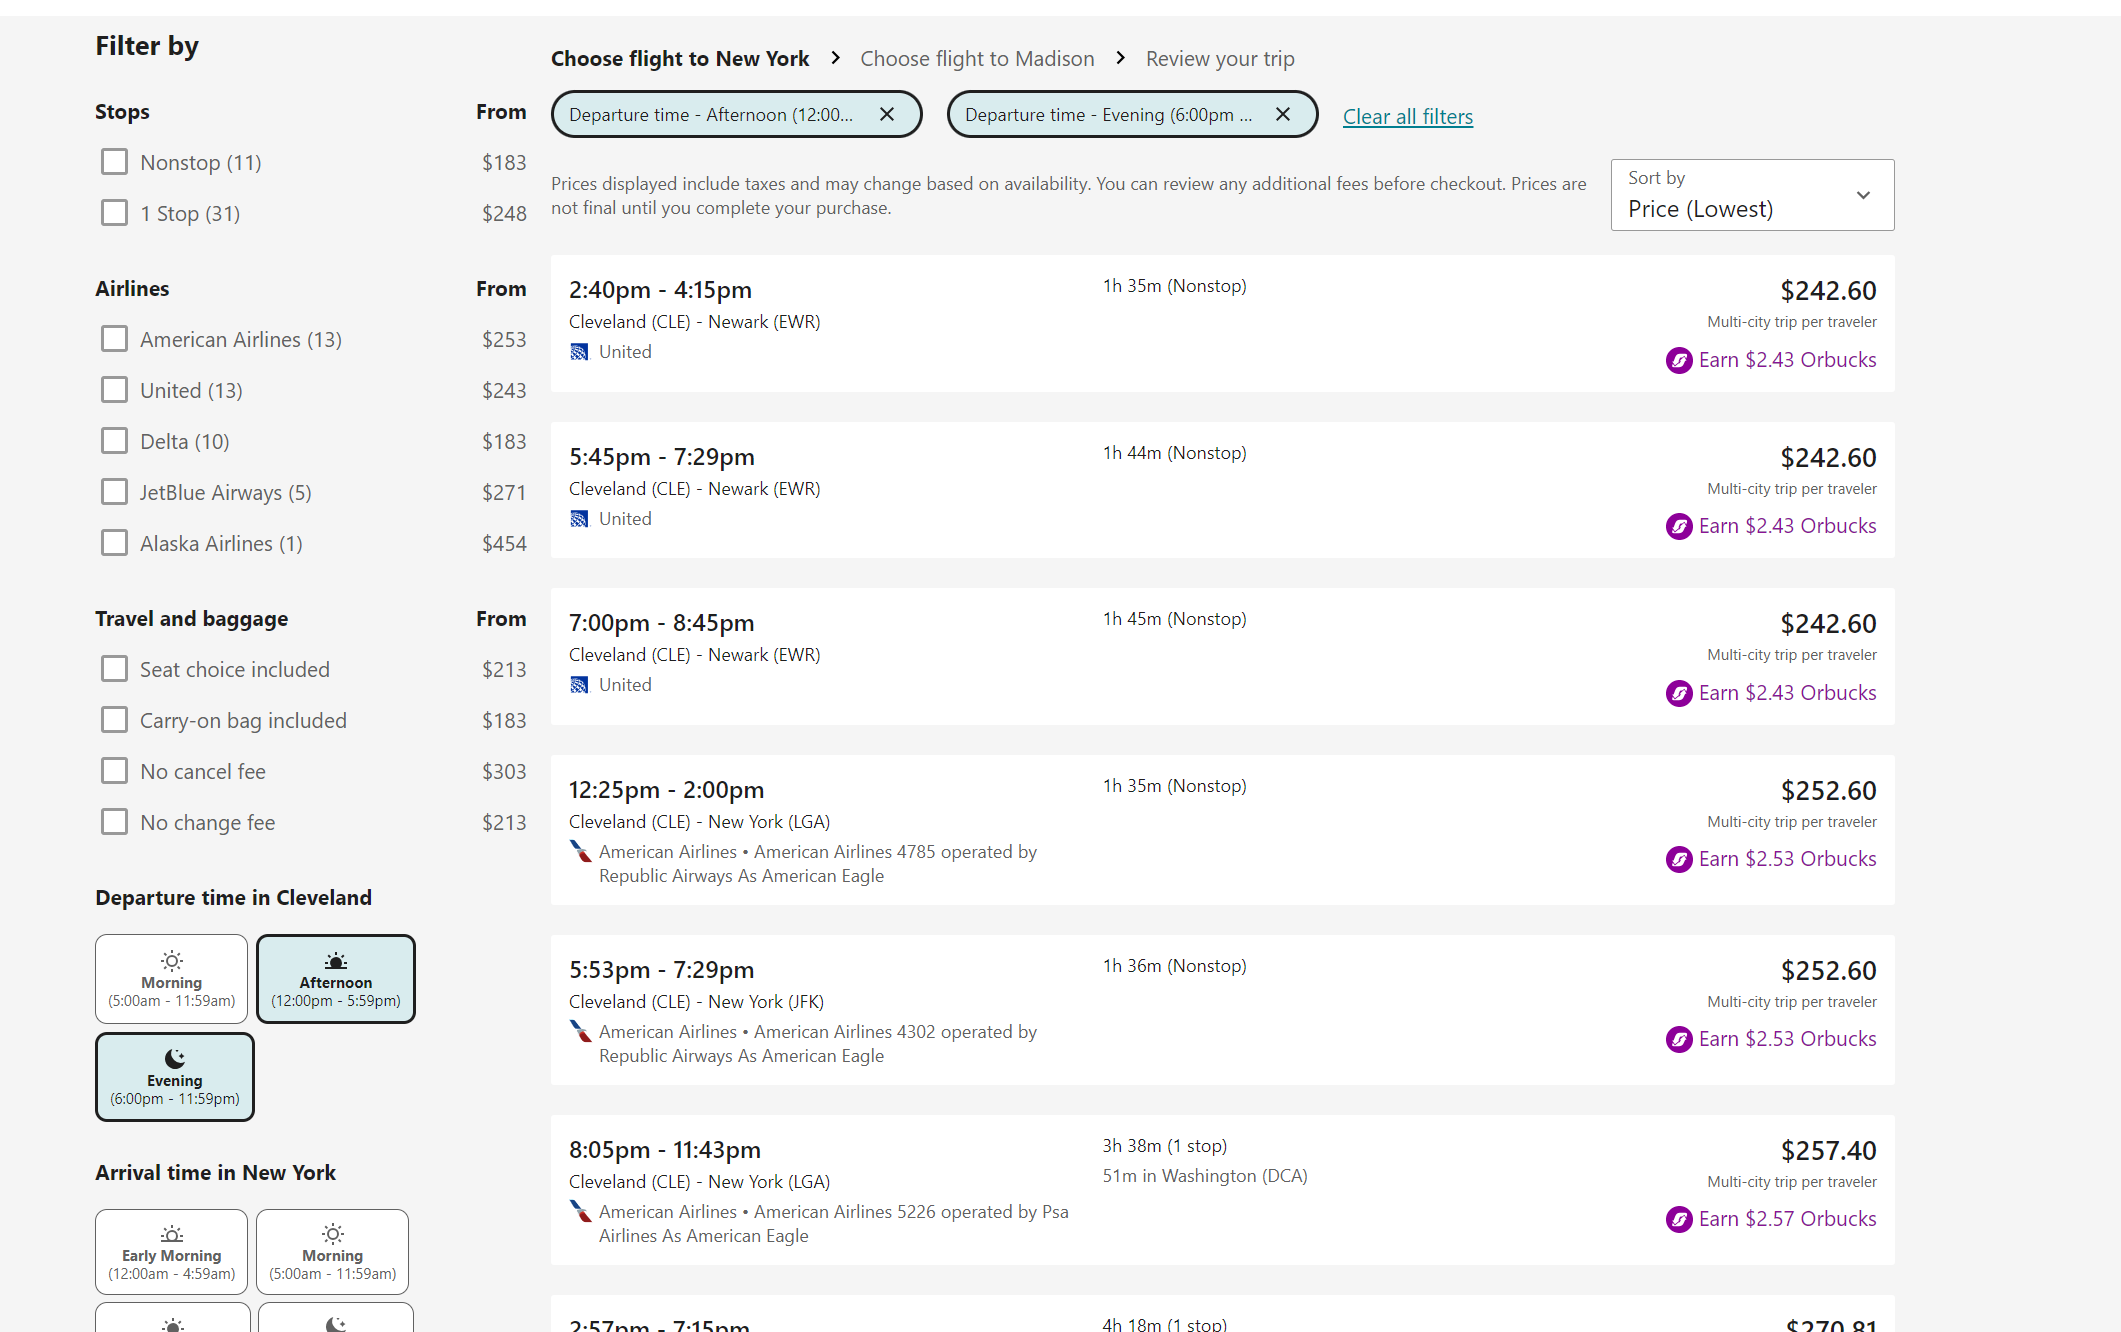 Filter by
Stops From
Nonstop (11) $183
1 Stop (31) $248
Airlines From
American Airlines (13) $253
United (13) $243
Delta (10) $183
JetBlue Airways (5) $271
Alaska Airlines (1) $454
Travel and baggage From
Seat choice included $213
Carry-on bag included $183
No cancel fee $303
No change fee $213
Departure time in Cleveland
Morning
(5:00am - 11:59am)
Afternoon
(12:00pm - 5:59pm)
Evening
(6:00pm - 11:59pm)
Arrival time in New York
Early Morning
(12:00am - 4:59am)
Morning
(5:00am - 11:59am)
Choose flight to New York > Choose flight to Madison > Review your trip
Departure time - Afternoon (12:00...
Departure time - Evening (6:00pm ...
Clear all filters
Prices displayed include taxes and may change based on availability. You can review any additional fees before checkout. Prices are
not final until you complete your purchase.
Sort by
Price (Lowest)
2:40pm - 4:15pm 1h 35m (Nonstop) $242.60
Cleveland (CLE) - Newark (EWR) Multi-city trip per traveler
United Earn $2.43 Orbucks
5:45pm - 7:29pm 1h 44m (Nonstop) $242.60
Cleveland (CLE) - Newark (EWR) Multi-city trip per traveler
United Earn $2.43 Orbucks
7:00pm - 8:45pm 1h 45m (Nonstop) $242.60
Cleveland (CLE) - Newark (EWR) Multi-city trip per traveler
United Earn $2.43 Orbucks
12:25pm - 2:00pm 1h 35m (Nonstop) $252.60
Cleveland (CLE) - New York (LGA) Multi-city trip per traveler
American Airlines • American Airlines 4785 operated by Earn $2.53 Orbucks
Republic Airways As American Eagle
5:53pm - 7:29pm 1h 36m (Nonstop) $252.60
Cleveland (CLE) - New York (JFK) Multi-city trip per traveler
American Airlines • American Airlines 4302 operated by Earn $2.53 Orbucks
Republic Airways As American Eagle
8:05pm - 11:43pm 3h 38m (1 stop) $257.40
Cleveland (CLE) - New York (LGA) 51m in Washington (DCA) Multi-city trip per traveler
American Airlines • American Airlines 5226 operated by Psa Earn $2.57 Orbucks
Airlines As American Eagle
2:57pm - 7:15pm 4h 18m (1 stop) $270.81